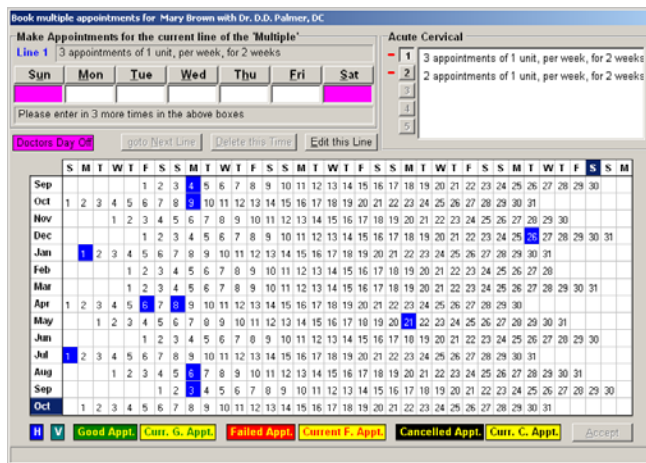 Book multiple appointments for Mary Brown with Dr. D.D. Palmer, DC
Make Appointments for the current line of the 'Multiple'
Line 1 3 appointments of 1 unit, per week, for 2 weeks
Sun Mon Tue Wed Thu Fri Sat
Please enter in 3 more times in the above boxes
Acute Cervical
1 3 appointments of 1 unit, per week, for 2 weeks
2 2 appointments of 1 unit, per week, for 2 weeks
3
4
5
Doctors Day Off goto Next Line Delete this Time Edit this Line
S M T W T F S S M T W T F S S M T W T F S S M T W T F S S M T W T F S S M
Sep 1 2 3 4 5 6 7 8 9 10 11 12 13 14 15 16 17 18 19 20 21 22 23 24 25 26 27 28 29 30
Oct 1 2 3 4 5 6 7 8 9 10 11 12 13 14 15 16 17 18 19 20 21 22 23 24 25 26 27 28 29 30 31
Nov 1 2 3 4 5 6 7 8 9 10 11 12 13 14 15 16 17 18 19 20 21 22 23 24 25 26 27 28 29 30
Dec 1 2 3 4 5 6 7 8 9 10 11 12 13 14 15 16 17 18 19 20 21 22 23 24 25 26 27 28 29 30 31
Jan 1 2 3 4 5 6 7 8 9 10 11 12 13 14 15 16 17 18 19 20 21 22 23 24 25 26 27 28 29 30 31
Feb 1 2 3 4 5 6 7 8 9 10 11 12 13 14 15 16 17 18 19 20 21 22 23 24 25 26 27 28
Mar 1 2 3 4 5 6 7 8 9 10 11 12 13 14 15 16 17 18 19 20 21 22 23 24 25 26 27 28 29 30 31
Apr 1 2 3 4 5 6 7 8 9 10 11 12 13 14 15 16 17 18 19 20 21 22 23 24 25 26 27 28 29 30
May 1 2 3 4 5 6 7 8 9 10 11 12 13 14 15 16 17 18 19 20 21 22 23 24 25 26 27 28 29 30 31
Jun 1 2 3 4 5 6 7 8 9 10 11 12 13 14 15 16 17 18 19 20 21 22 23 24 25 26 27 28 29 30
Jul 1 2 3 4 5 6 7 8 9 10 11 12 13 14 15 16 17 18 19 20 21 22 23 24 25 26 27 28 29 30 31
Aug 1 2 3 4 5 6 7 8 9 10 11 12 13 14 15 16 17 18 19 20 21 22 23 24 25 26 27 28 29 30 31
Sep 1 2 3 4 5 6 7 8 9 10 11 12 13 14 15 16 17 18 19 20 21 22 23 24 25 26 27 28 29 30
Oct 1 2 3 4 5 6 7 8 9 10 11 12 13 14 15 16 17 18 19 20 21 22 23 24 25 26 27 28 29 30 31
H V Good Appt. Curr. G. Appt. Failed Appt. Current F. Appt. Cancelled Appt. Curr. C. Appt. Accept